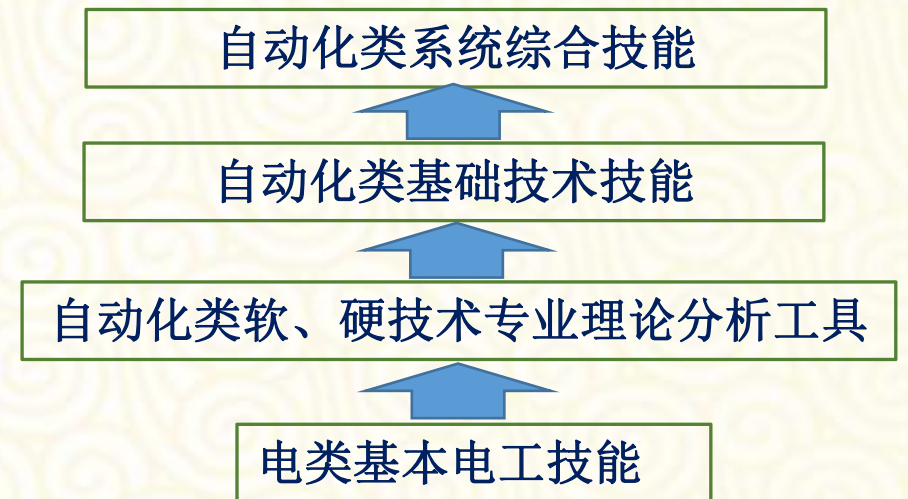 自动化类系统综合技能
自动化类基础技术技能
自动化类软、硬技术专业理论分析工具
电类基本电工技能